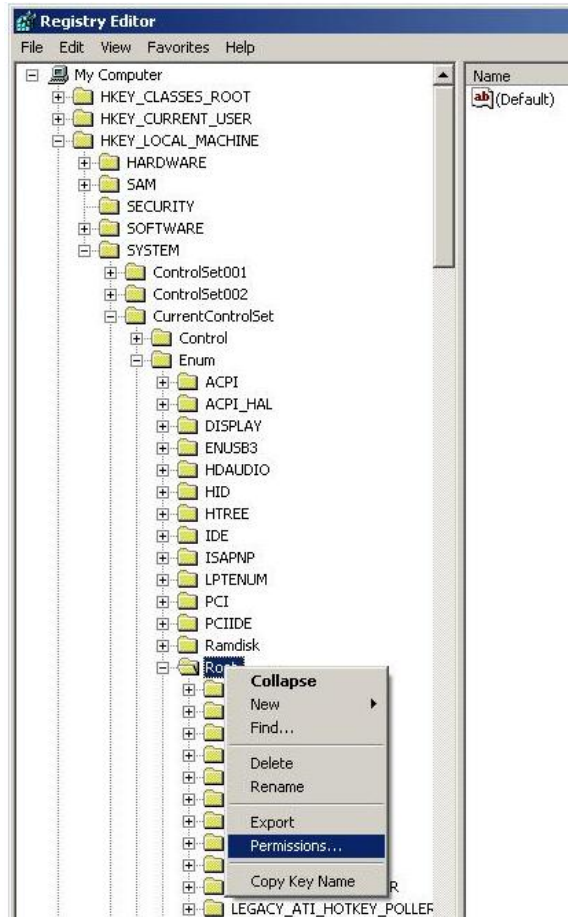 Registry Editor
File Edit View Favorites Help
My Computer
HKEY_CLASSES_ROOT
HKEY_CURRENT_USER
HKEY_LOCAL_MACHINE
HARDWARE
SAM
SECURITY
SOFTWARE
SYSTEM
ControlSet001
ControlSet002
CurrentControlSet
Control
Enum
ACPI
ACPI_HAL
DISPLAY
ENUSB3
HDAUDIO
HID
HTREE
IDE
ISAPNP
LPTENUM
PCI
PCIIDE
Ramdisk
Root
Collapse
New
Find...
Delete
Rename
Export
Permissions...
Copy Key Name
R
LEGACY_ATI_HOTKEY_POLLER
Name
ab (Default)